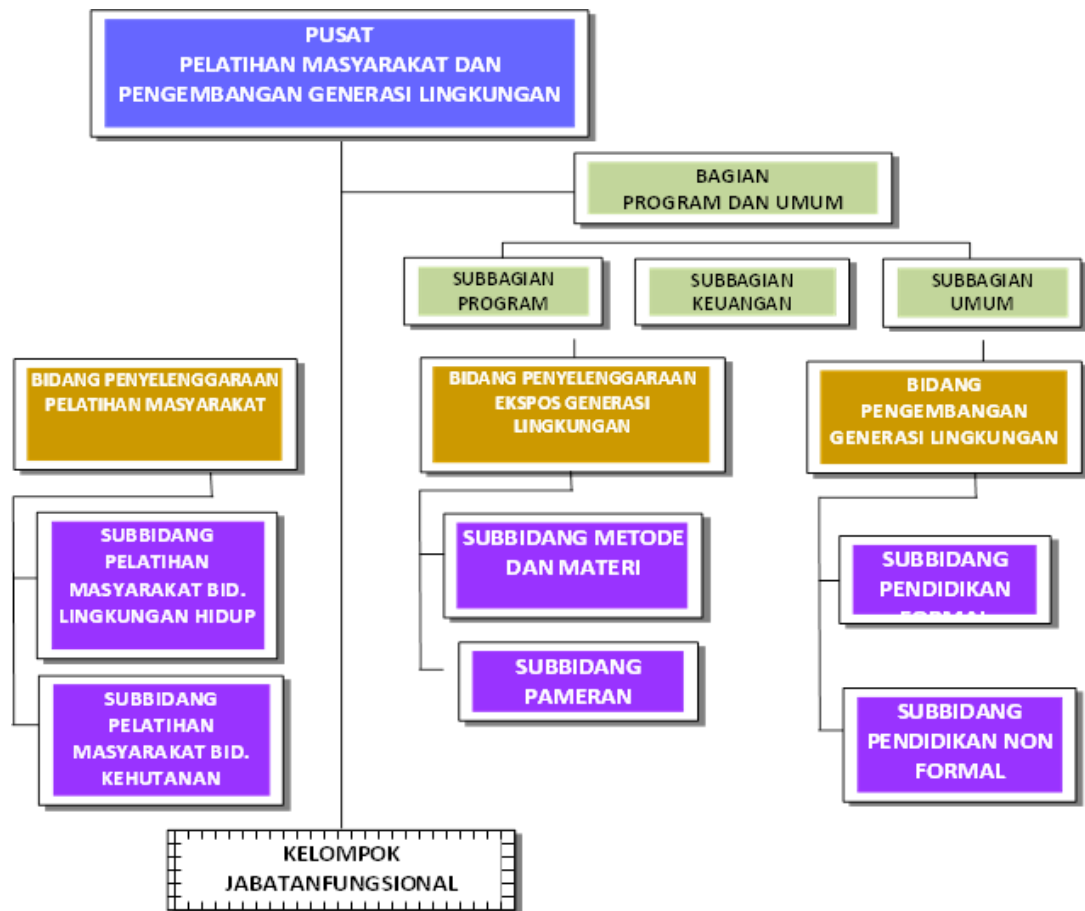 PUSAT
PELATIHAN MASYARAKAT DAN
PENGEMBANGAN GENERASI LINGKUNGAN
BAGIAN
PROGRAM DAN UMUM
SUBBAGIAN
PROGRAM
SUBBAGIAN
KEUANGAN
SUBBAGIAN
UMUM
BIDANG PENYELENGGARAAN
PELATIHAN MASYARAKAT
BIDANG PENYELENGGARAAN
EKSPOS GENERASI
LINGKUNGAN
BIDANG
PENGEMBANGAN
GENERASI LINGKUNGAN
SUBBIDANG
PELATIHAN
MASYARAKAT BID.
LINGKUNGAN HIDUP
SUBBIDANG
PELATIHAN
MASYARAKAT BID.
KEHUTANAN
SUBBIDANG METODE
DAN MATERI
SUBBIDANG
PAMERAN
SUBBIDANG
PENDIDIKAN
FORMAL
SUBBIDANG
PENDIDIKAN NON
FORMAL
KELOMPOK
JABATANFUNGSIONAL